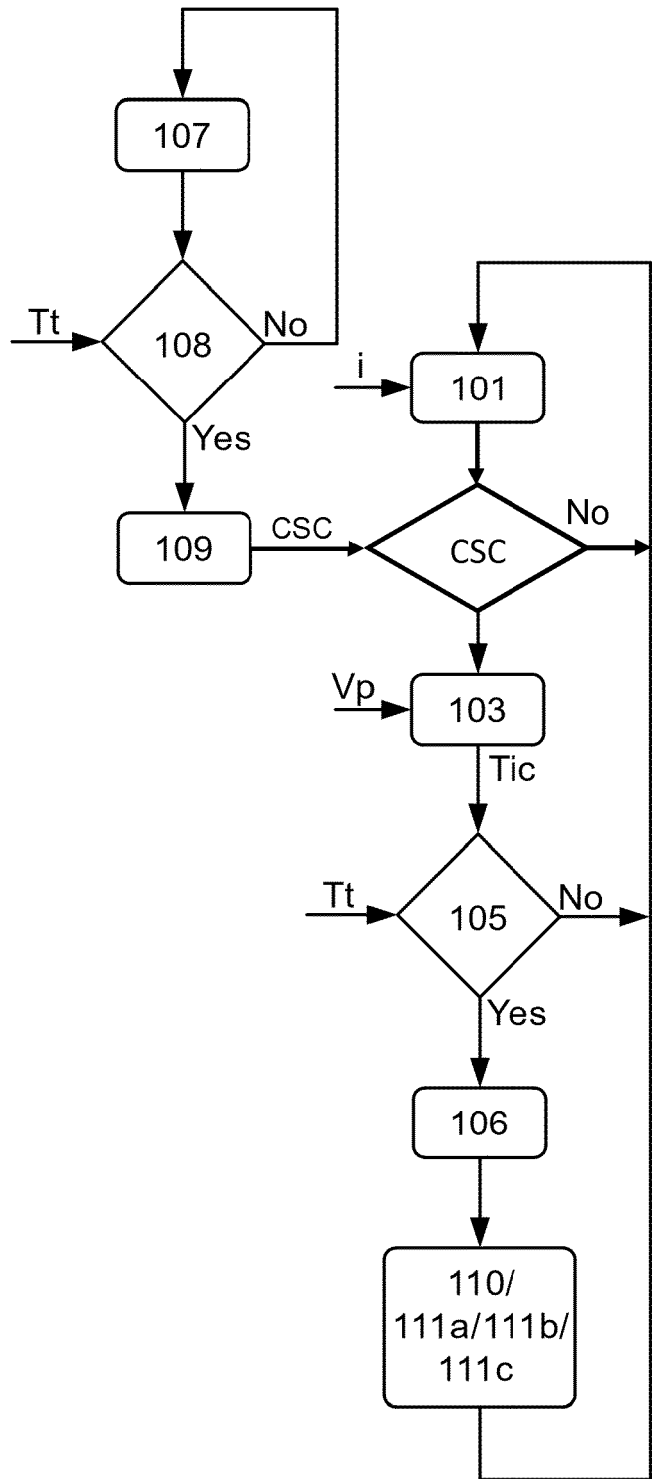 107
Tt
108
No
Yes
109
CSC
i
101
CSC
No
Vp
103
Tic
Tt
105
No
Yes
106
110/
111a/111b/
111c